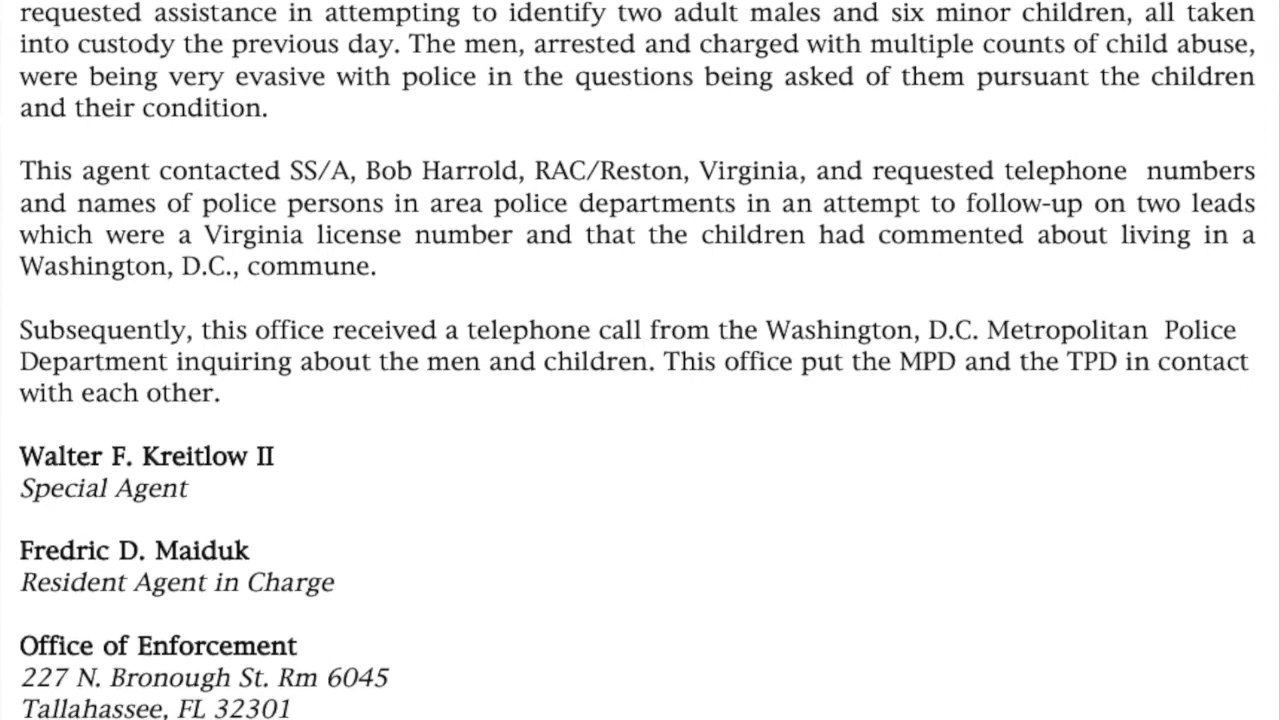 requested assistance in attempting to identify two adult males and six minor children, all taken
into custody the previous day. The men, arrested and charged with multiple counts of child abuse,
were being very evasive with police in the questions being asked of them pursuant the children
and their condition.
This agent contacted SS/A, Bob Harrold, RAC/Reston, Virginia, and requested telephone numbers
and names of police persons in area police departments in an attempt to follow-up on two leads
which were a Virginia license number and that the children had commented about living in a
Washington, D.C., commune.
Subsequently, this office received a telephone call from the Washington, D.C. Metropolitan Police
Department inquiring about the men and children. This office put the MPD and the TPD in contact
with each other.
Walter F. Kreitlow II
Special Agent
Fredric D. Maiduk
Resident Agent in Charge
Office of Enforcement
227 N. Bronough St. Rm 6045
Tallahassee, FL 32301